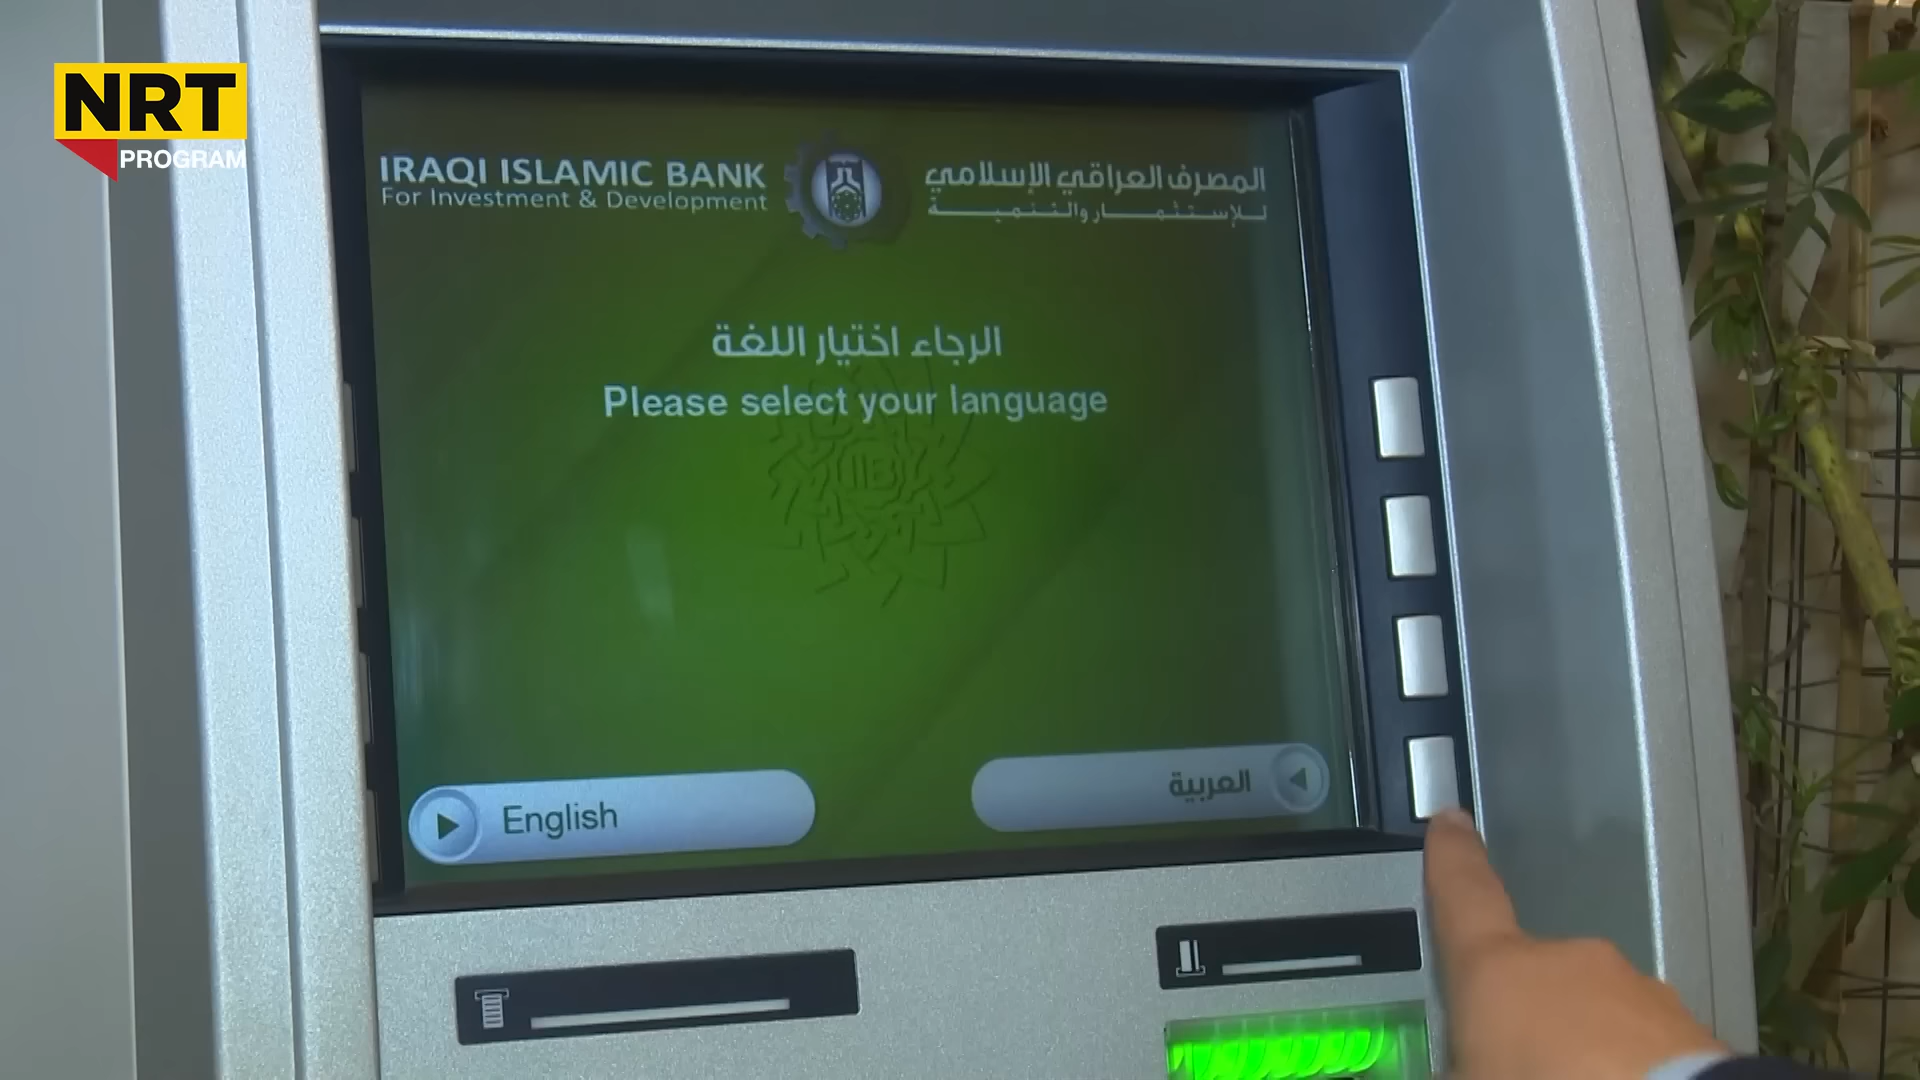 NRT
PROGRAM
IRAQI ISLAMIC BANK
For Investment & Development
المصرف العراقي الإسلامي
للإستثمار والتنمية
الرجاء اختيار اللغة
Please select your language
IIB
English
العربية